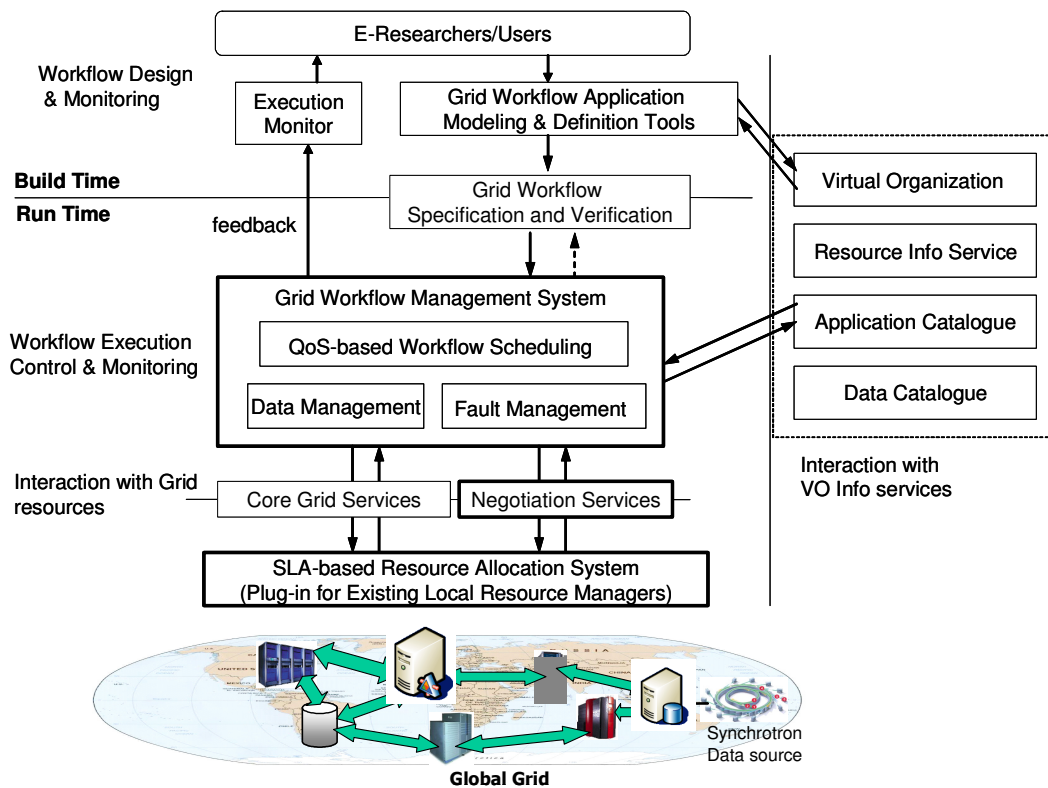 E-Researchers/Users
Workflow Design
& Monitoring
Execution
Monitor
Grid Workflow Application
Modeling & Definition Tools
Build Time
Run Time
feedback
Grid Workflow
Specification and Verification
Virtual Organization
Resource Info Service
Application Catalogue
Data Catalogue
Interaction with
VO Info services
Workflow Execution
Control & Monitoring
Grid Workflow Management System
QoS-based Workflow Scheduling
Data Management
Fault Management
Interaction with Grid
resources
Core Grid Services
Negotiation Services
SLA-based Resource Allocation System
(Plug-in for Existing Local Resource Managers)
Synchrotron
Data source
Global Grid